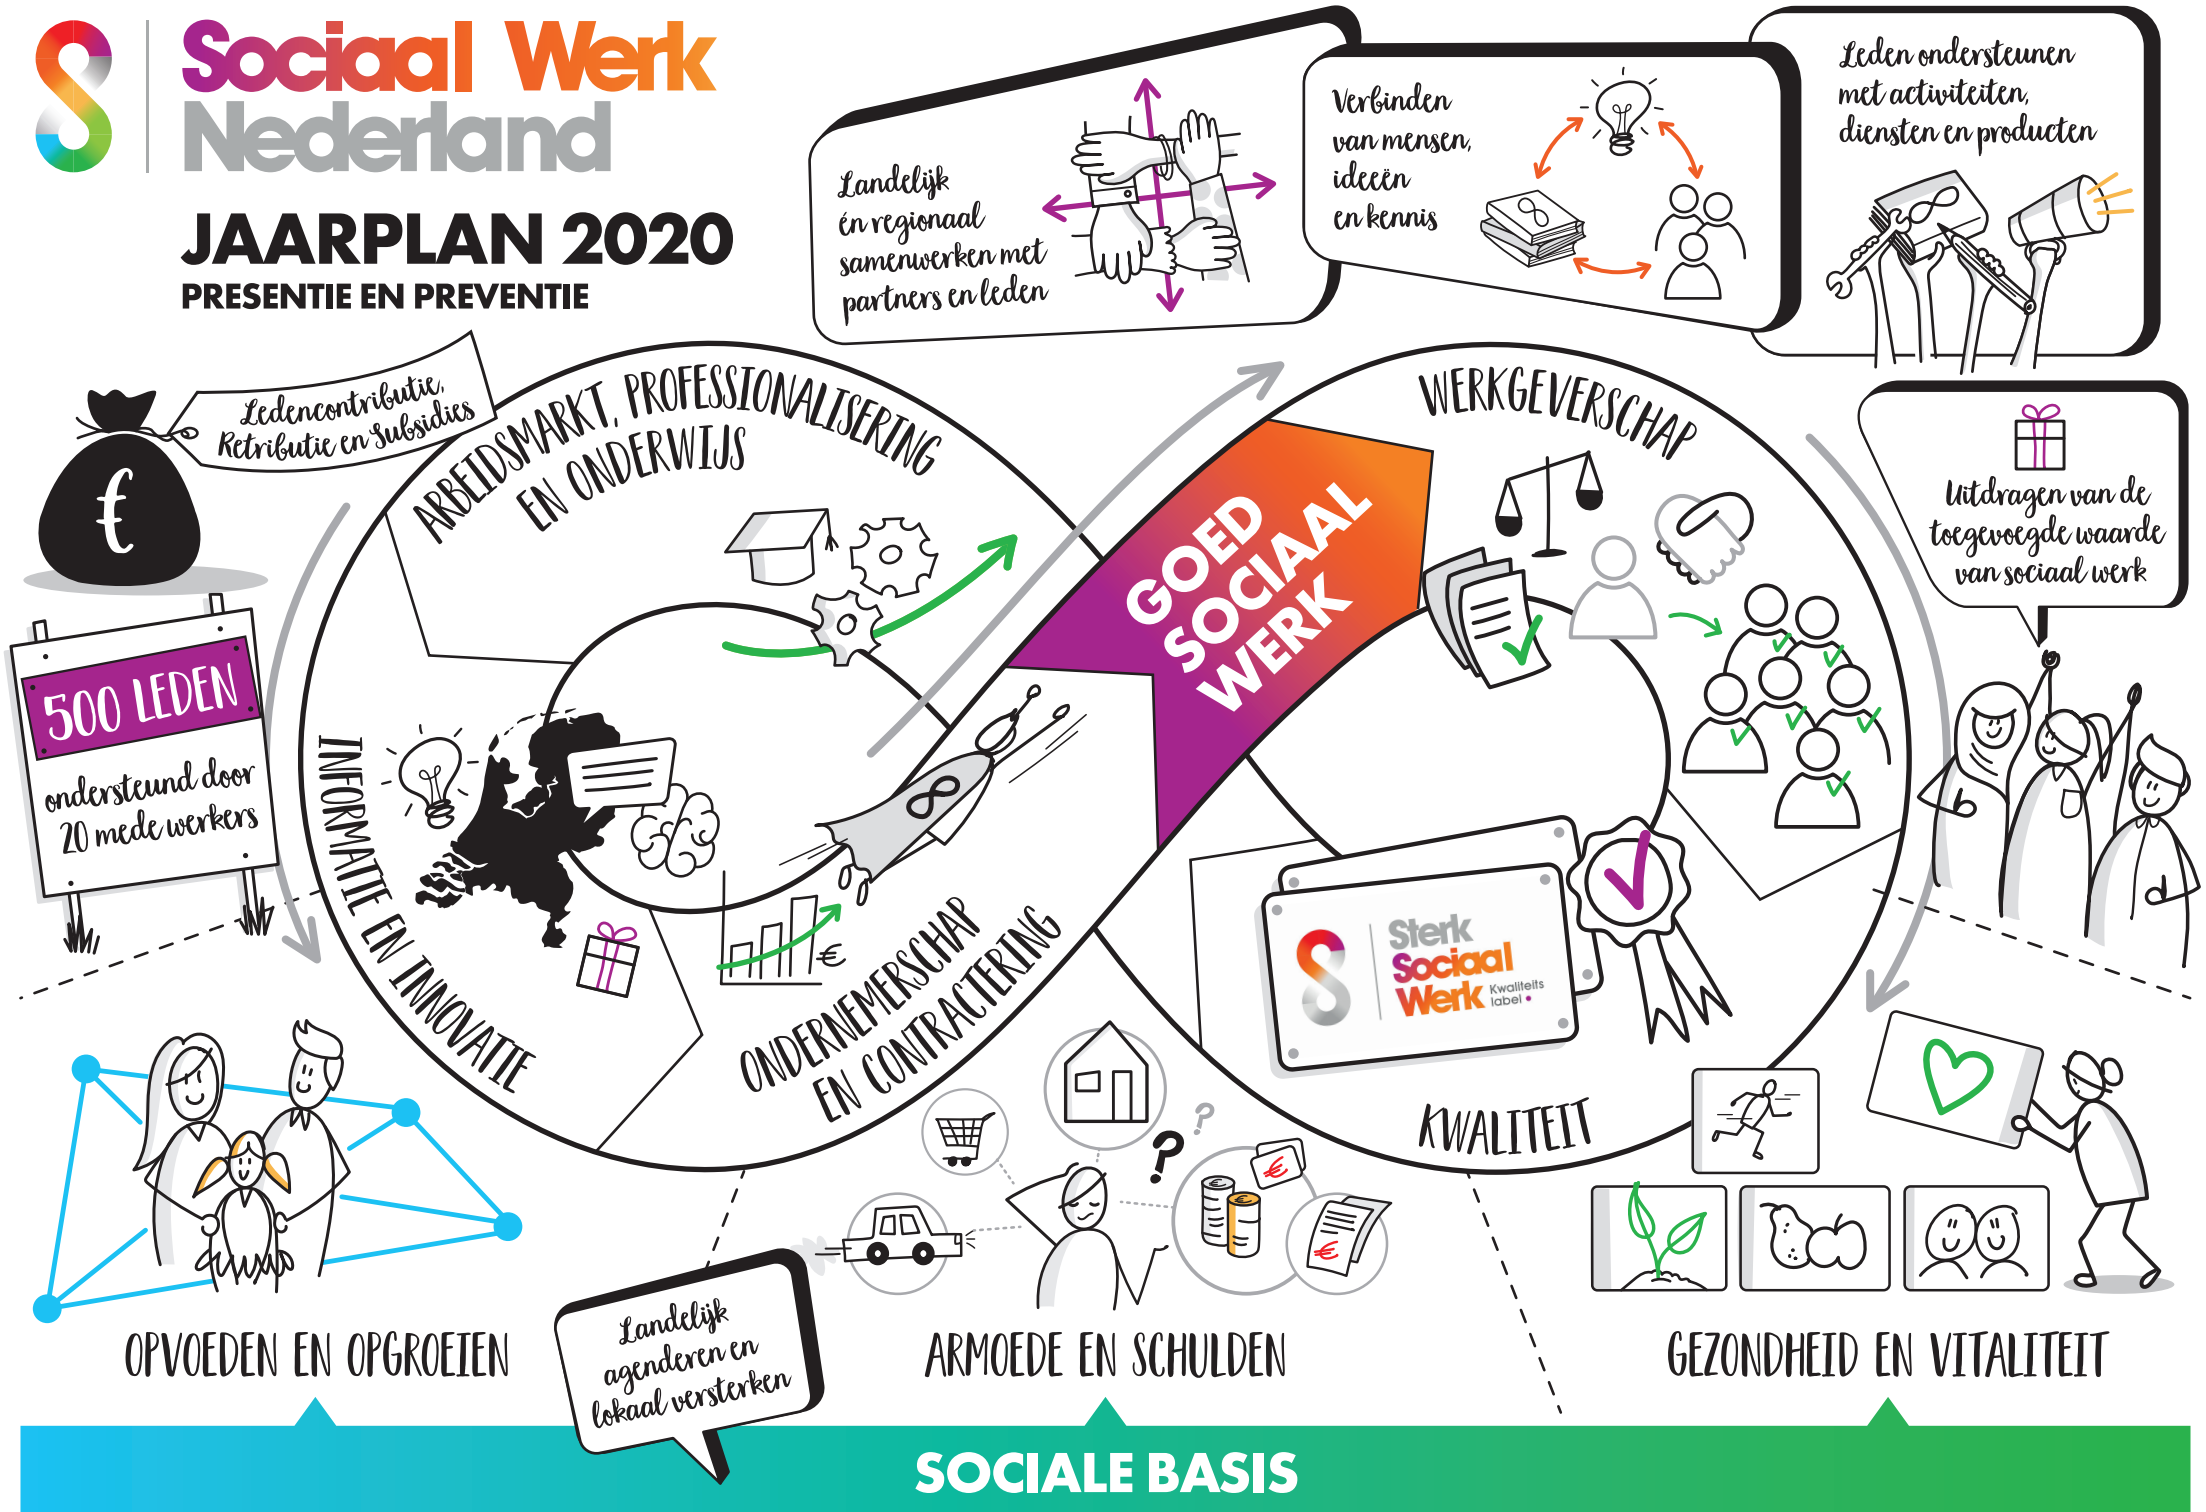 Sociaal Werk
Nederland
JAARPLAN 2020
PRESENTIE EN PREVENTIE
Landelijk
én regionaal
samenwerken met
partners en leden
Verbinden
van mensen,
ideeën
en kennis
Leden ondersteunen
met activiteiten,
diensten en producten
Ledencontributie,
Retributie en Subsidies
€
500 LEDEN
ondersteund door
20 mede werkers
ARBEIDSMARKT, PROFESSIONALISERING
EN ONDERWIJS
GOED
SOCIAAL
WERK
WERKGEVERSCHAP
Uitdragen van de
toegevoegde waarde
van sociaal werk
INFORMATIE EN INNOVATIE
€
ONDERNEMERSCHAP
EN CONTRACTERING
Sterk
Sociaal
Werk Kwaliteits
label
KWALITEIT
? ?
€
€
€
€
OPVOEDEN EN OPGROEIEN
Landelijk
agenderen en
lokaal versterken
ARMOEDE EN SCHULDEN
GEZONDHEID EN VITALITEIT
SOCIALE BASIS